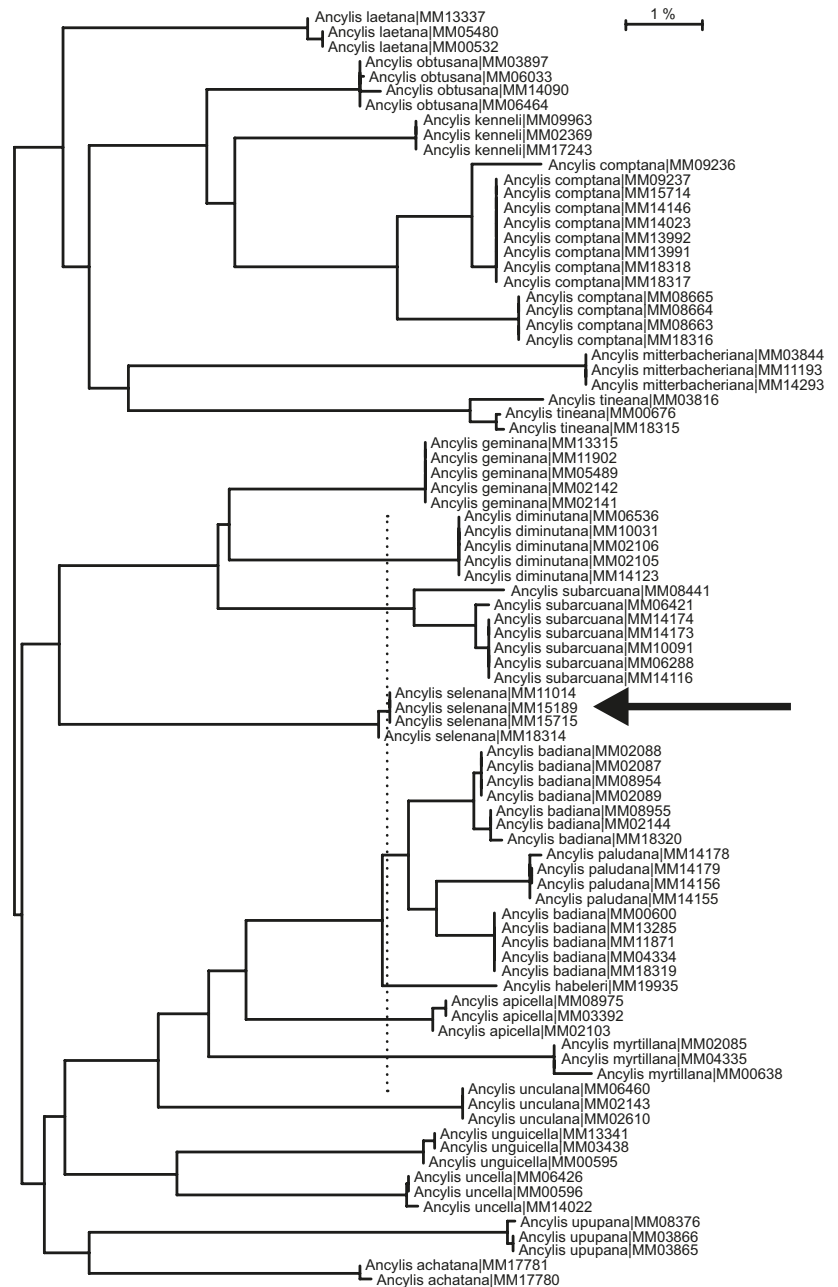 Ancylis laetana|MM13337
1 %
Ancylis laetana|MM05480
Ancylis laetana|MM00532
Ancylis obtusana|MM03897
Ancylis obtusana|MM06033
Ancylis obtusana|MM14090
Ancylis obtusana|MM06464
Ancylis kenneli|MM09963
Ancylis kenneli|MM02369
Ancylis kenneli|MM17243
Ancylis comptana|MM09236
Ancylis comptana|MM09237
Ancylis comptana|MM15714
Ancylis comptana|MM14146
Ancylis comptana|MM14023
Ancylis comptana|MM13992
Ancylis comptana|MM13991
Ancylis comptana|MM18318
Ancylis comptana|MM18317
Ancylis comptana|MM08665
Ancylis comptana|MM08664
Ancylis comptana|MM08663
Ancylis comptana|MM18316
Ancylis mitterbacheriana|MM03844
Ancylis mitterbacheriana|MM11193
Ancylis mitterbacheriana|MM14293
Ancylis tineana|MM03816
Ancylis tineana|MM00676
Ancylis tineana|MM18315
Ancylis geminana|MM13315
Ancylis geminana|MM11902
Ancylis geminana|MM05489
Ancylis geminana|MM02142
Ancylis geminana|MM02141
Ancylis diminutana|MM06536
Ancylis diminutana|MM10031
Ancylis diminutana|MM02106
Ancylis diminutana|MM02105
Ancylis diminutana|MM14123
Ancylis subarcuana|MM08441
Ancylis subarcuana|MM06421
Ancylis subarcuana|MM14174
Ancylis subarcuana|MM14173
Ancylis subarcuana|MM10091
Ancylis subarcuana|MM06288
Ancylis subarcuana|MM14116
Ancylis selenana|MM11014
Ancylis selenana|MM15189
Ancylis selenana|MM15715
Ancylis selenana|MM18314
Ancylis badiana|MM02088
Ancylis badiana|MM02087
Ancylis badiana|MM08954
Ancylis badiana|MM02089
Ancylis badiana|MM08955
Ancylis badiana|MM02144
Ancylis badiana|MM18320
Ancylis paludana|MM14178
Ancylis paludana|MM14179
Ancylis paludana|MM14156
Ancylis paludana|MM14155
Ancylis badiana|MM00600
Ancylis badiana|MM13285
Ancylis badiana|MM11871
Ancylis badiana|MM04334
Ancylis badiana|MM18319
Ancylis habeleri|MM19935
Ancylis apicella|MM08975
Ancylis apicella|MM03392
Ancylis apicella|MM02103
Ancylis myrtillana|MM02085
Ancylis myrtillana|MM04335
Ancylis myrtillana|MM00638
Ancylis unculana|MM06460
Ancylis unculana|MM02143
Ancylis unculana|MM02610
Ancylis unguicella|MM13341
Ancylis unguicella|MM03438
Ancylis unguicella|MM00595
Ancylis uncella|MM06426
Ancylis uncella|MM00596
Ancylis uncella|MM14022
Ancylis upupana|MM08376
Ancylis upupana|MM03866
Ancylis upupana|MM03865
Ancylis achatana|MM17781
Ancylis achatana|MM17780